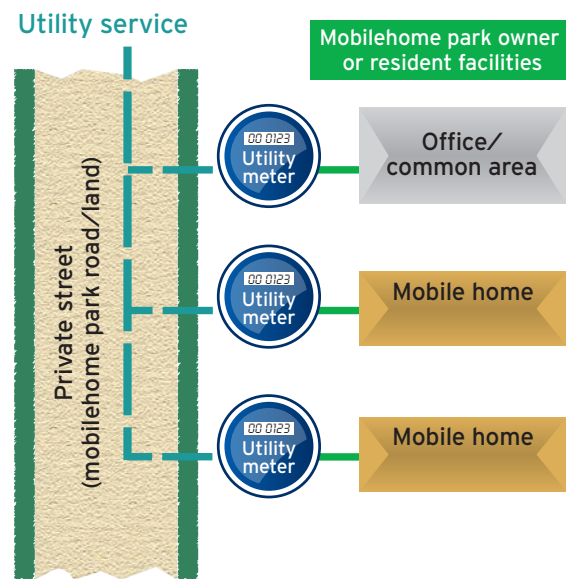 Utility service
Mobilehome park owner
or resident facilities
Private street
(mobilehome park road/land)
00 0123
Utility
meter
Office/
common area
00 0123
Utility
meter
Mobile home
00 0123
Utility
meter
Mobile home